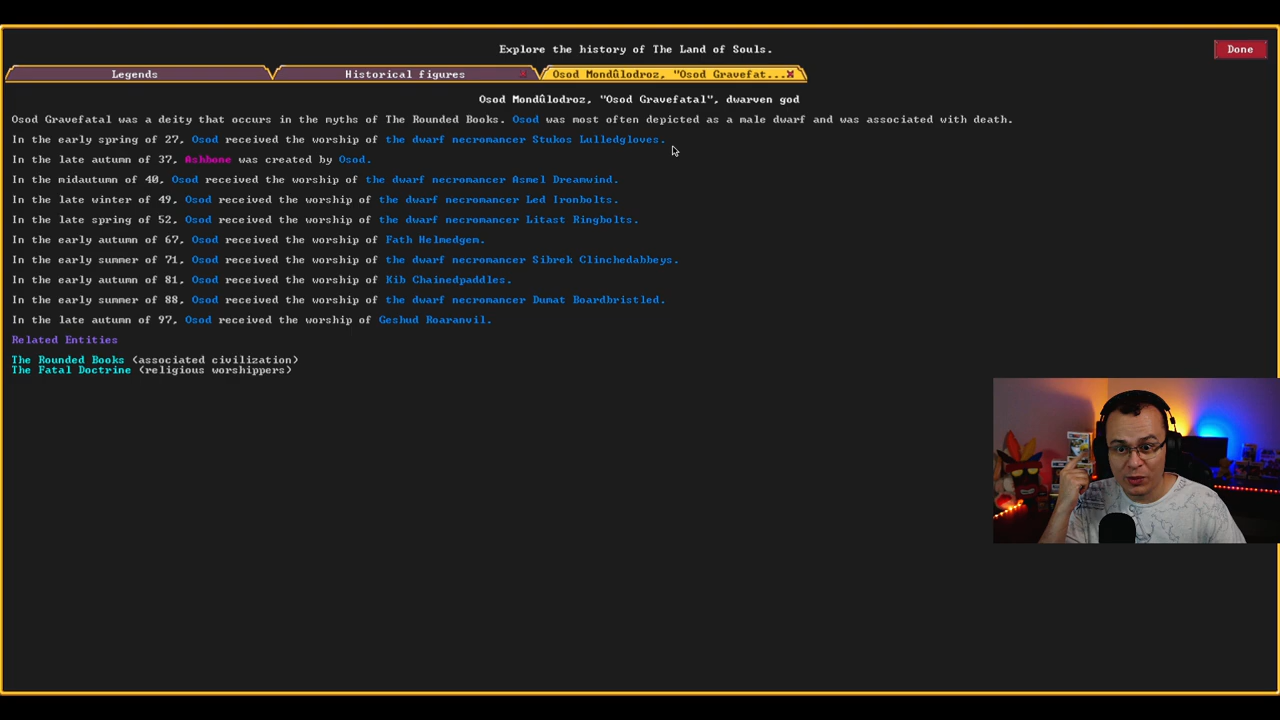 Explore the history of The Land of Souls.
Done
Legends
Historical figures
Osod Mondûlodroz, "Osod Gravefat...
Osod Mondûlodroz, "Osod Gravefatal", dwarven god
Osod Gravefatal was a deity that occurs in the myths of The Rounded Books. Osod was most often depicted as a male dwarf and was associated with death.
In the early spring of 27, Osod received the worship of the dwarf necromancer Stukos Lulledgloves.
In the late autumn of 37, Ashbone was created by Osod.
In the midautumn of 40, Osod received the worship of the dwarf necromancer Asmel Dreamwind.
In the late winter of 49, Osod received the worship of the dwarf necromancer Led Ironbolts.
In the late spring of 52, Osod received the worship of the dwarf necromancer Litast Ringbolts.
In the early autumn of 67, Osod received the worship of Fath Helmedgem.
In the early summer of 71, Osod received the worship of the dwarf necromancer Sibrek Clinchedabbeys.
In the early autumn of 81, Osod received the worship of Kib Chainedpaddles.
In the early summer of 88, Osod received the worship of the dwarf necromancer Dumat Boardbristled.
In the late autumn of 97, Osod received the worship of Geshud Roaranvil.
Related Entities
The Rounded Books (associated civilization)
The Fatal Doctrine (religious worshippers)